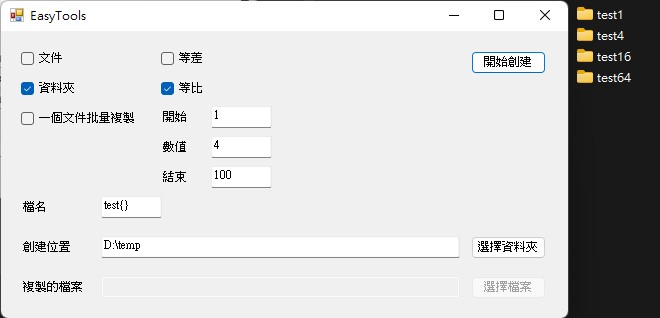 EasyTools
文件
等差
開始創建
資料夾
等比
一個文件批量複製
開始
1
數值
4
結束
100
檔名
test{}
創建位置
D:\temp
選擇資料夾
複製的檔案
選擇檔案
test1
test4
test16
test64